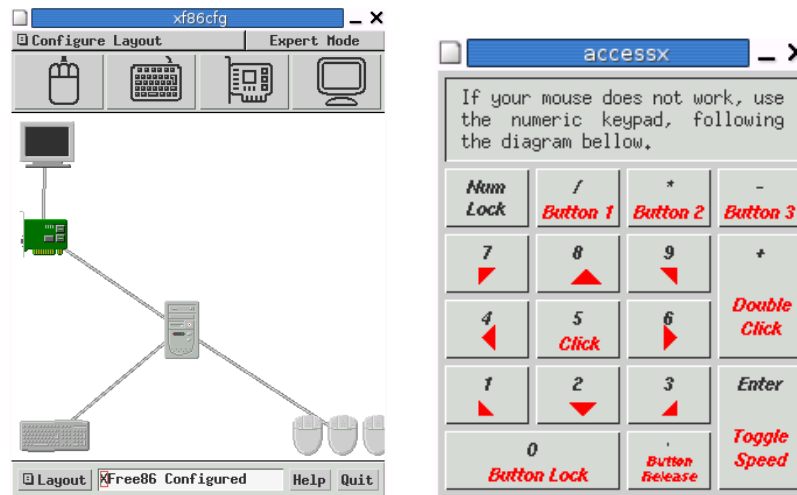 xf86cfg
Configure Layout
Expert Mode
Layout
XFree86 Configured
Help
Quit
accessx
If your mouse does not work, use
the numeric keypad, following
the diagram bellow.
Num
Lock
/
Button 1
*
Button 2
-
Button 3
7
8
9
+
Double
Click
4
5
Click
6
1
2
3
Enter
Toggle
Speed
0
Button Lock
.
Button
Release